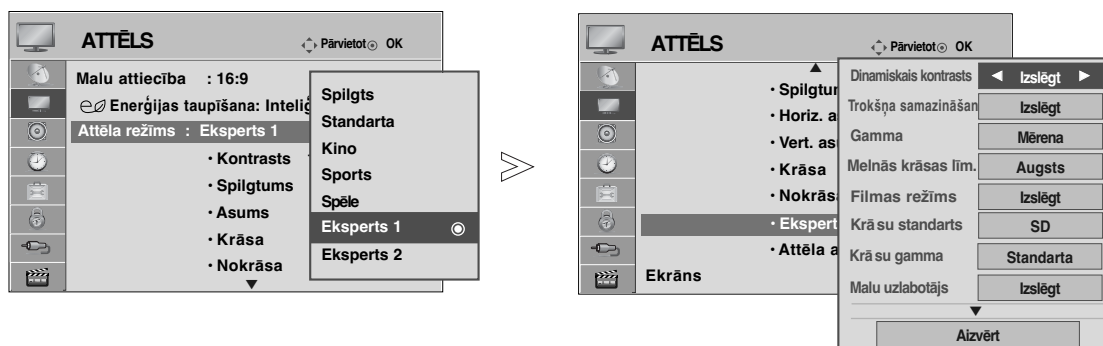 ATTĒLS
Pārvietot OK
Malu attiecība : 16:9
Enerģijas taupīšana: Intelig
Attēla režīms : Eksperts 1
• Kontrasts
• Spilgtums
• Asums
• Krāsa
• Nokrāsa
Spilgts
Standarta
Kino
Sports
Spēle
Eksperts 1
Eksperts 2
ATTĒLS
Pārvietot OK
• Spilgtur
• Horiz. a
• Vert. as
• Krāsa
• Nokrās
• Ekspert
• Attēla a
Ekrāns
Dinamiskais kontrasts Izslēgt
Trokšņa samazināšan Izslēgt
Gamma Mērena
Melnās krāsas līm. Augsts
Filmas režīms Izslēgt
Krāsu standarts SD
Krāsu gamma Standarta
Malu uzlabotājs Izslēgt
Aizvērt